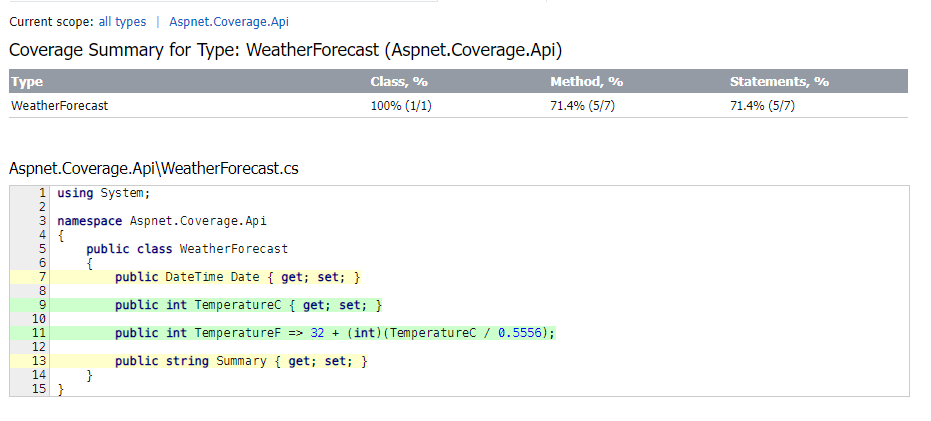 Current scope: all types | Aspnet.Coverage.Api
Coverage Summary for Type: WeatherForecast (Aspnet.Coverage.Api)
Type Class, % Method, % Statements, %
WeatherForecast 100% (1/1) 71.4% (5/7) 71.4% (5/7)
Aspnet.Coverage.Api\WeatherForecast.cs
1 using System;
2
3 namespace Aspnet.Coverage.Api
4 {
5 public class WeatherForecast
6 {
7 public DateTime Date { get; set; }
8
9 public int TemperatureC { get; set; }
10
11 public int TemperatureF => 32 + (int)(TemperatureC / 0.5556);
12
13 public string Summary { get; set; }
14 }
15 }